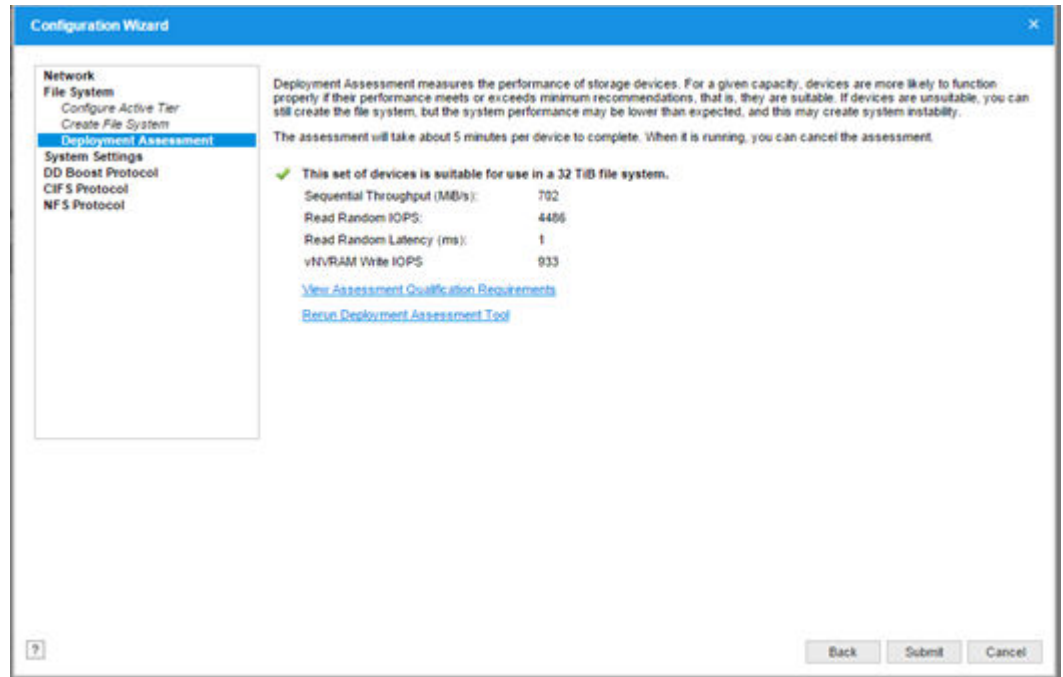 Configuration Wizard
×
Network
File System
Configure Active Tier
Create File System
Deployment Assessment
System Settings
DD Boost Protocol
CIFS Protocol
NFS Protocol
Deployment Assessment measures the performance of storage devices. For a given capacity, devices are more likely to function
properly if their performance meets or exceeds minimum recommendations, that is, they are suitable. If devices are unsuitable, you can
still create the file system, but the system performance may be lower than expected, and this may create system instability.
The assessment will take about 5 minutes per device to complete. When it is running, you can cancel the assessment.
This set of devices is suitable for use in a 32 TiB file system.
Sequential Throughput (MiB/s): 702
Read Random IOPS: 4486
Read Random Latency (ms): 1
vNVRAM Write IOPS 933
View Assessment Qualification Requirements
Rerun Deployment Assessment Tool
?
Back Submit Cancel